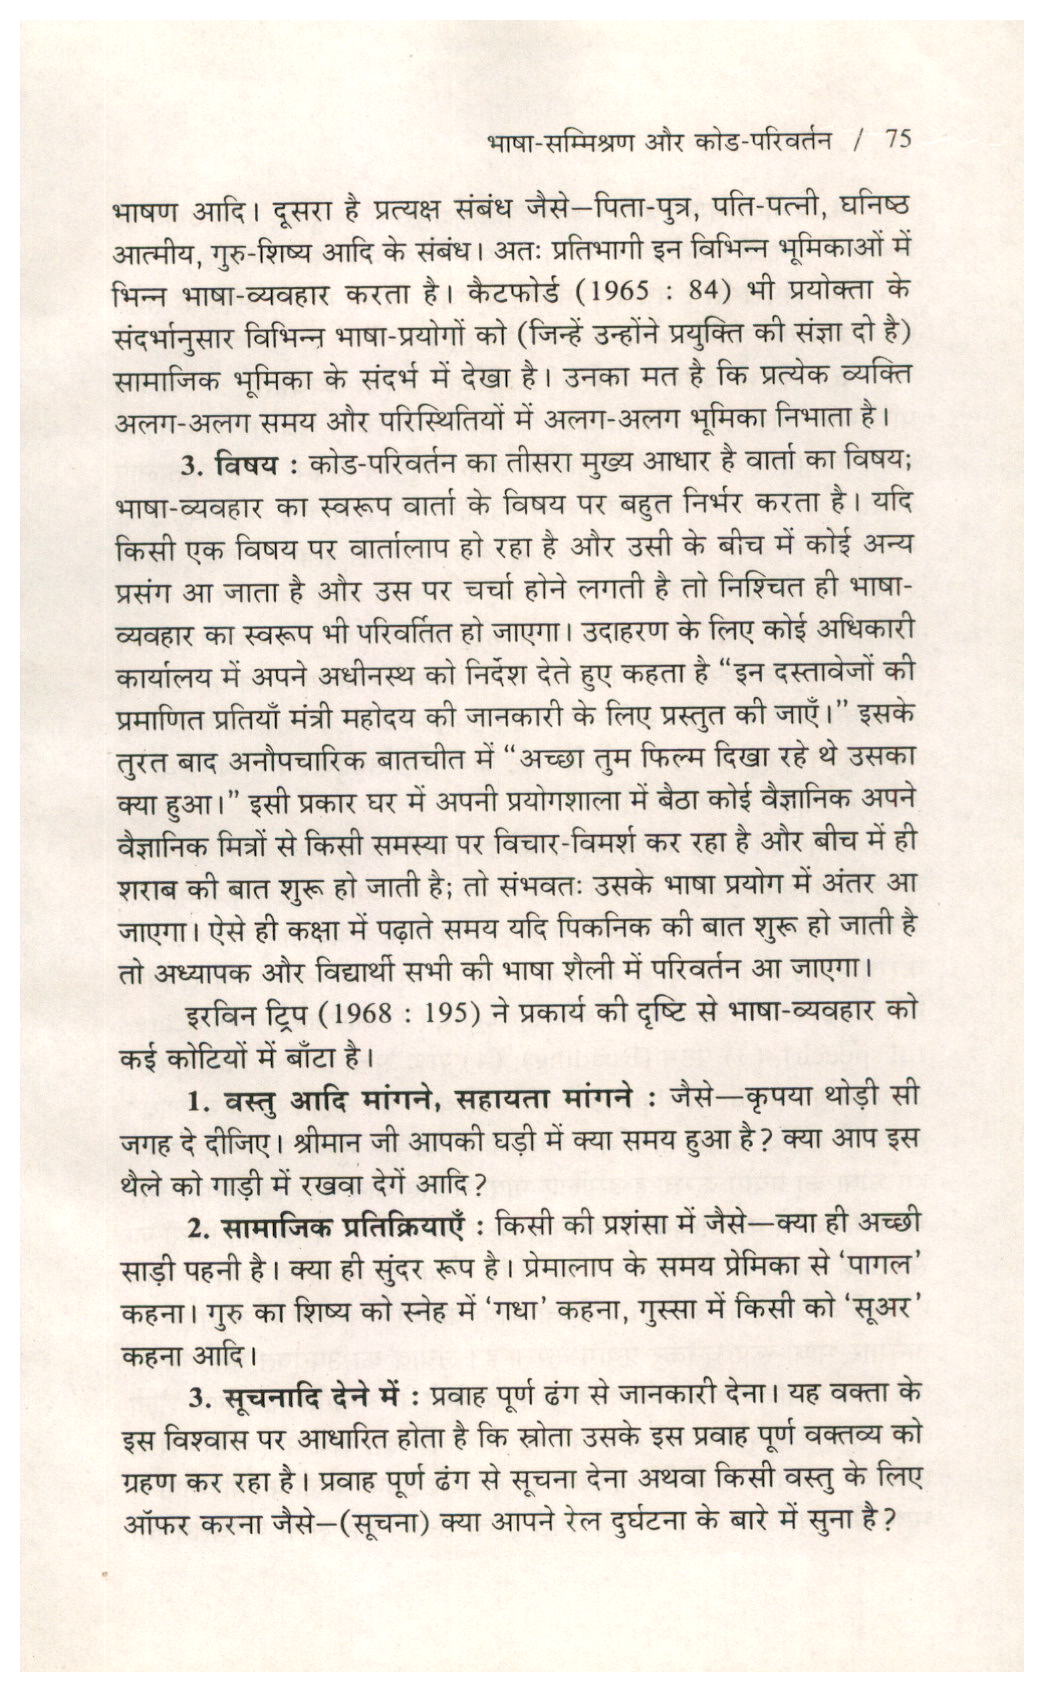 भाषा-सम्मिश्रण और कोड-परिवर्तन / 75
भाषण आदि। दूसरा है प्रत्यक्ष संबंध जैसे—पिता-पुत्र, पति-पत्नी, घनिष्ठ
आत्मीय, गुरु-शिष्य आदि के संबंध। अतः प्रतिभागी इन विभिन्न भूमिकाओं में
भिन्न भाषा-व्यवहार करता है। कैटफोर्ड (1965 : 84) भी प्रयोक्ता के
संदर्भानुसार विभिन्न भाषा-प्रयोगों को (जिन्हें उन्होंने प्रयुक्ति की संज्ञा दो है)
सामाजिक भूमिका के संदर्भ में देखा है। उनका मत है कि प्रत्येक व्यक्ति
अलग-अलग समय और परिस्थितियों में अलग-अलग भूमिका निभाता है।
3. विषय : कोड-परिवर्तन का तीसरा मुख्य आधार है वार्ता का विषय;
भाषा-व्यवहार का स्वरूप वार्ता के विषय पर बहुत निर्भर करता है। यदि
किसी एक विषय पर वार्तालाप हो रहा है और उसी के बीच में कोई अन्य
प्रसंग आ जाता है और उस पर चर्चा होने लगती है तो निश्चित ही भाषा-
व्यवहार का स्वरूप भी परिवर्तित हो जाएगा। उदाहरण के लिए कोई अधिकारी
कार्यालय में अपने अधीनस्थ को निर्देश देते हुए कहता है “इन दस्तावेजों की
प्रमाणित प्रतियाँ मंत्री महोदय की जानकारी के लिए प्रस्तुत की जाएँ।” इसके
तुरत बाद अनौपचारिक बातचीत में “अच्छा तुम फिल्म दिखा रहे थे उसका
क्या हुआ।” इसी प्रकार घर में अपनी प्रयोगशाला में बैठा कोई वैज्ञानिक अपने
वैज्ञानिक मित्रों से किसी समस्या पर विचार-विमर्श कर रहा है और बीच में ही
शराब की बात शुरू हो जाती है; तो संभवतः उसके भाषा प्रयोग में अंतर आ
जाएगा। ऐसे ही कक्षा में पढ़ाते समय यदि पिकनिक की बात शुरू हो जाती है
तो अध्यापक और विद्यार्थी सभी की भाषा शैली में परिवर्तन आ जाएगा।
इरविन ट्रिप (1968 : 195) ने प्रकार्य की दृष्टि से भाषा-व्यवहार को
कई कोटियों में बाँटा है।
1. वस्तु आदि मांगने, सहायता मांगने : जैसे—कृपया थोड़ी सी
जगह दे दीजिए। श्रीमान जी आपकी घड़ी में क्या समय हुआ है? क्या आप इस
थैले को गाड़ी में रखवा देगें आदि?
2. सामाजिक प्रतिक्रियाएँ : किसी की प्रशंसा में जैसे—क्या ही अच्छी
साड़ी पहनी है। क्या ही सुंदर रूप है। प्रेमालाप के समय प्रेमिका से ‘पागल’
कहना। गुरु का शिष्य को स्नेह में ‘गधा’ कहना, गुस्सा में किसी को ‘सूअर’
कहना आदि।
3. सूचनादि देने में : प्रवाह पूर्ण ढंग से जानकारी देना। यह वक्ता के
इस विश्वास पर आधारित होता है कि स्रोता उसके इस प्रवाह पूर्ण वक्तव्य को
ग्रहण कर रहा है। प्रवाह पूर्ण ढंग से सूचना देना अथवा किसी वस्तु के लिए
ऑफर करना जैसे—(सूचना) क्या आपने रेल दुर्घटना के बारे में सुना है?